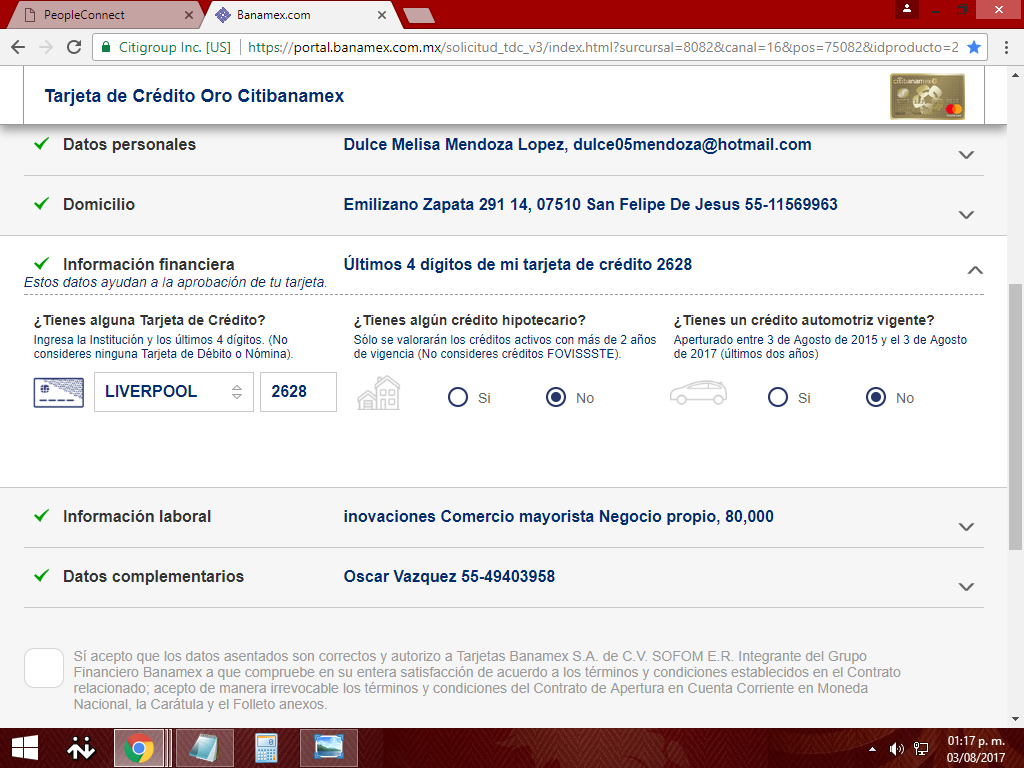 PeopleConnect
Banamex.com
Citigroup Inc. [US] https://portal.banamex.com.mx/solicitud_tdc_v3/index.html?sursursal=8082&canal=16&pos=75082&idproducto=2
Tarjeta de Crédito Oro Citibanamex
citibanamex
Datos personales Dulce Melisa Mendoza Lopez, dulce05mendoza@hotmail.com
Domicilio Emilizano Zapata 291 14, 07510 San Felipe De Jesus 55-11569963
Información financiera Últimos 4 dígitos de mi tarjeta de crédito 2628
Estos datos ayudan a la aprobación de tu tarjeta.
¿Tienes alguna Tarjeta de Crédito? ¿Tienes algún crédito hipotecario? ¿Tienes un crédito automotriz vigente?
Ingresa la Institución y los últimos 4 dígitos. (No Sólo se valorarán los créditos activos con más de 2 años Aperturado entre 3 de Agosto de 2015 y el 3 de Agosto
consideres ninguna Tarjeta de Débito o Nómina). de vigencia (No consideres créditos FOVISSSTE). de 2017 (últimos dos años)
LIVERPOOL 2628 Si No Si No
Información laboral inovaciones Comercio mayorista Negocio propio, 80,000
Datos complementarios Oscar Vazquez 55-49403958
Sí acepto que los datos asentados son correctos y autorizo a Tarjetas Banamex S.A. de C.V. SOFOM E.R. Integrante del Grupo
Financiero Banamex a que compruebe en su entera satisfacción de acuerdo a los términos y condiciones establecidos en el Contrato
relacionado; acepto de manera irrevocable los términos y condiciones del Contrato de Apertura en Cuenta Corriente en Moneda
Nacional, la Carátula y el Folleto anexos.
01:17 p. m.
03/08/2017